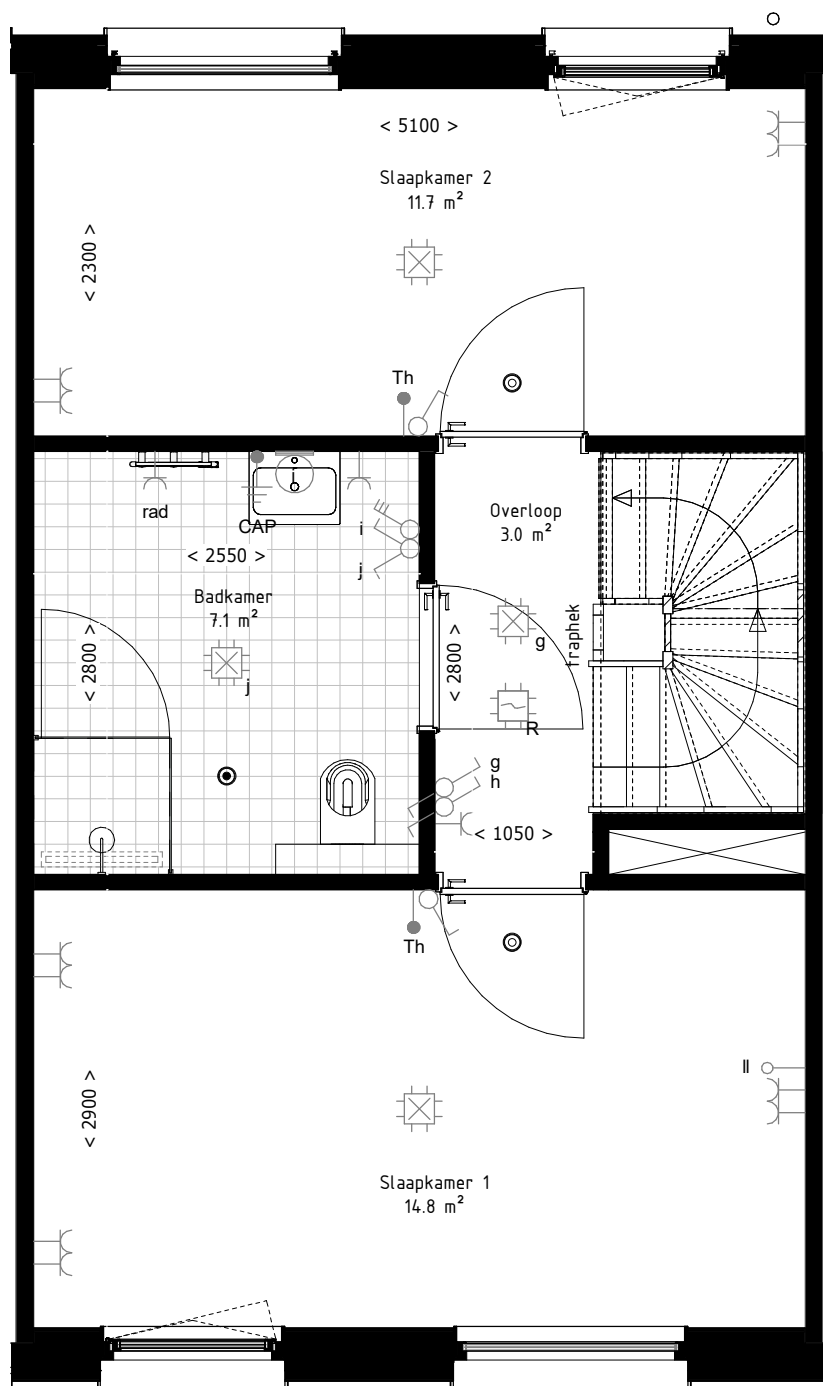 < 5100 >
Slaapkamer 2
11.7 m²
< 2300 >
Th
rad
CAP
i
i
j
< 2550 >
Overloop
3.0 m²
Badkamer
7.1 m²
j
< 2800 >
< 2800 >
g
traphek
R
g
h
< 1050 >
Th
II
< 2900 >
Slaapkamer 1
14.8 m²